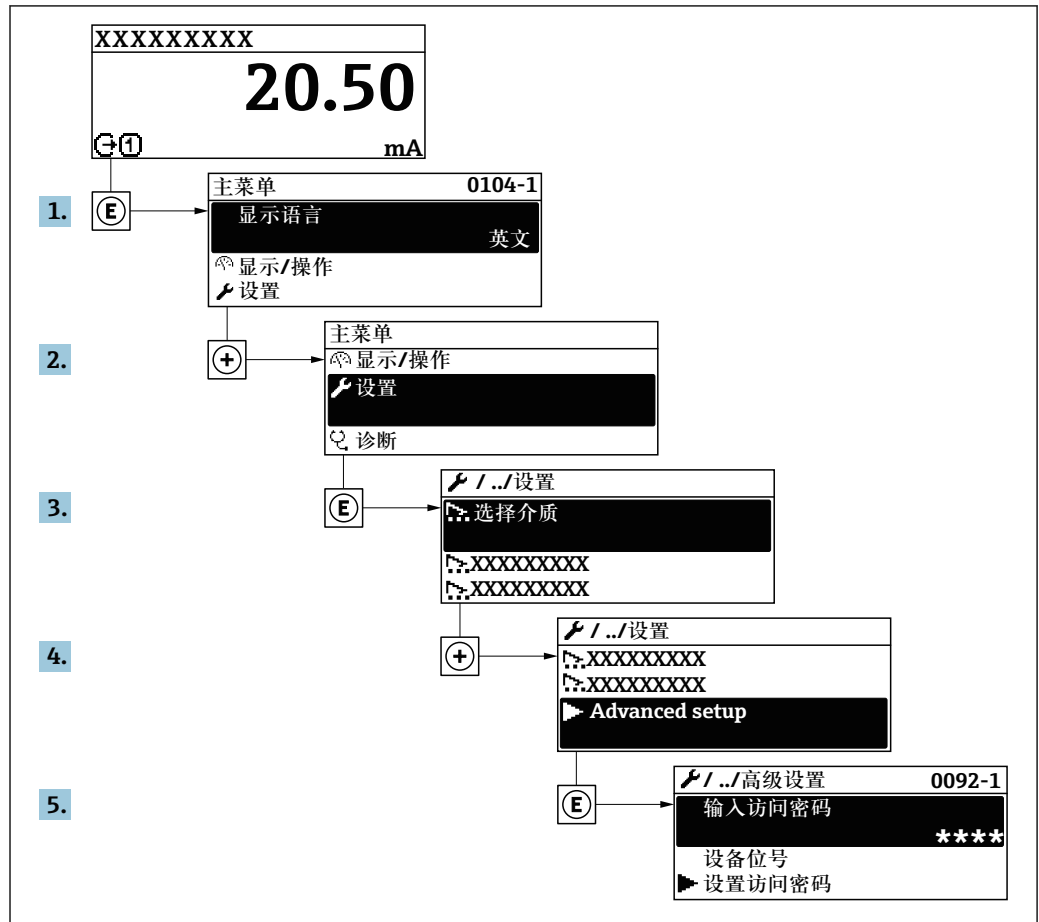 XXXXXXXXX
20.50
mA
1
1.
E
主菜单 0104-1
显示语言
英文
显示/操作
设置
2.
+
主菜单
显示/操作
设置
诊断
3.
E
/ ../设置
选择介质
XXXXXXXXX
XXXXXXXXX
4.
+
/ ../设置
XXXXXXXXX
XXXXXXXXX
Advanced setup
5.
E
/ ../高级设置 0092-1
输入访问密码
****
设备位号
设置访问密码